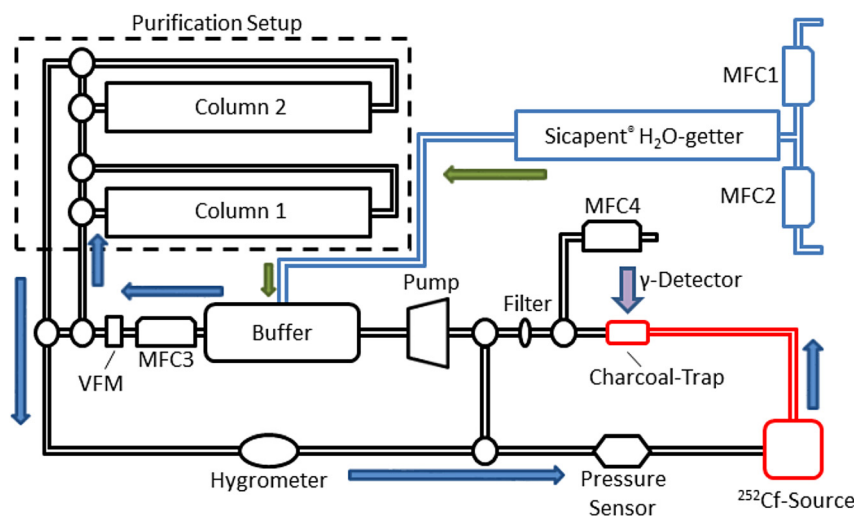 Purification Setup
MFC1
Column 2
Sicapent® H₂O-getter
MFC2
Column 1
MFC4
γ-Detector
Pump
Filter
Buffer
VFM
MFC3
Charcoal-Trap
Hygrometer
Pressure
Sensor
²⁵²Cf-Source